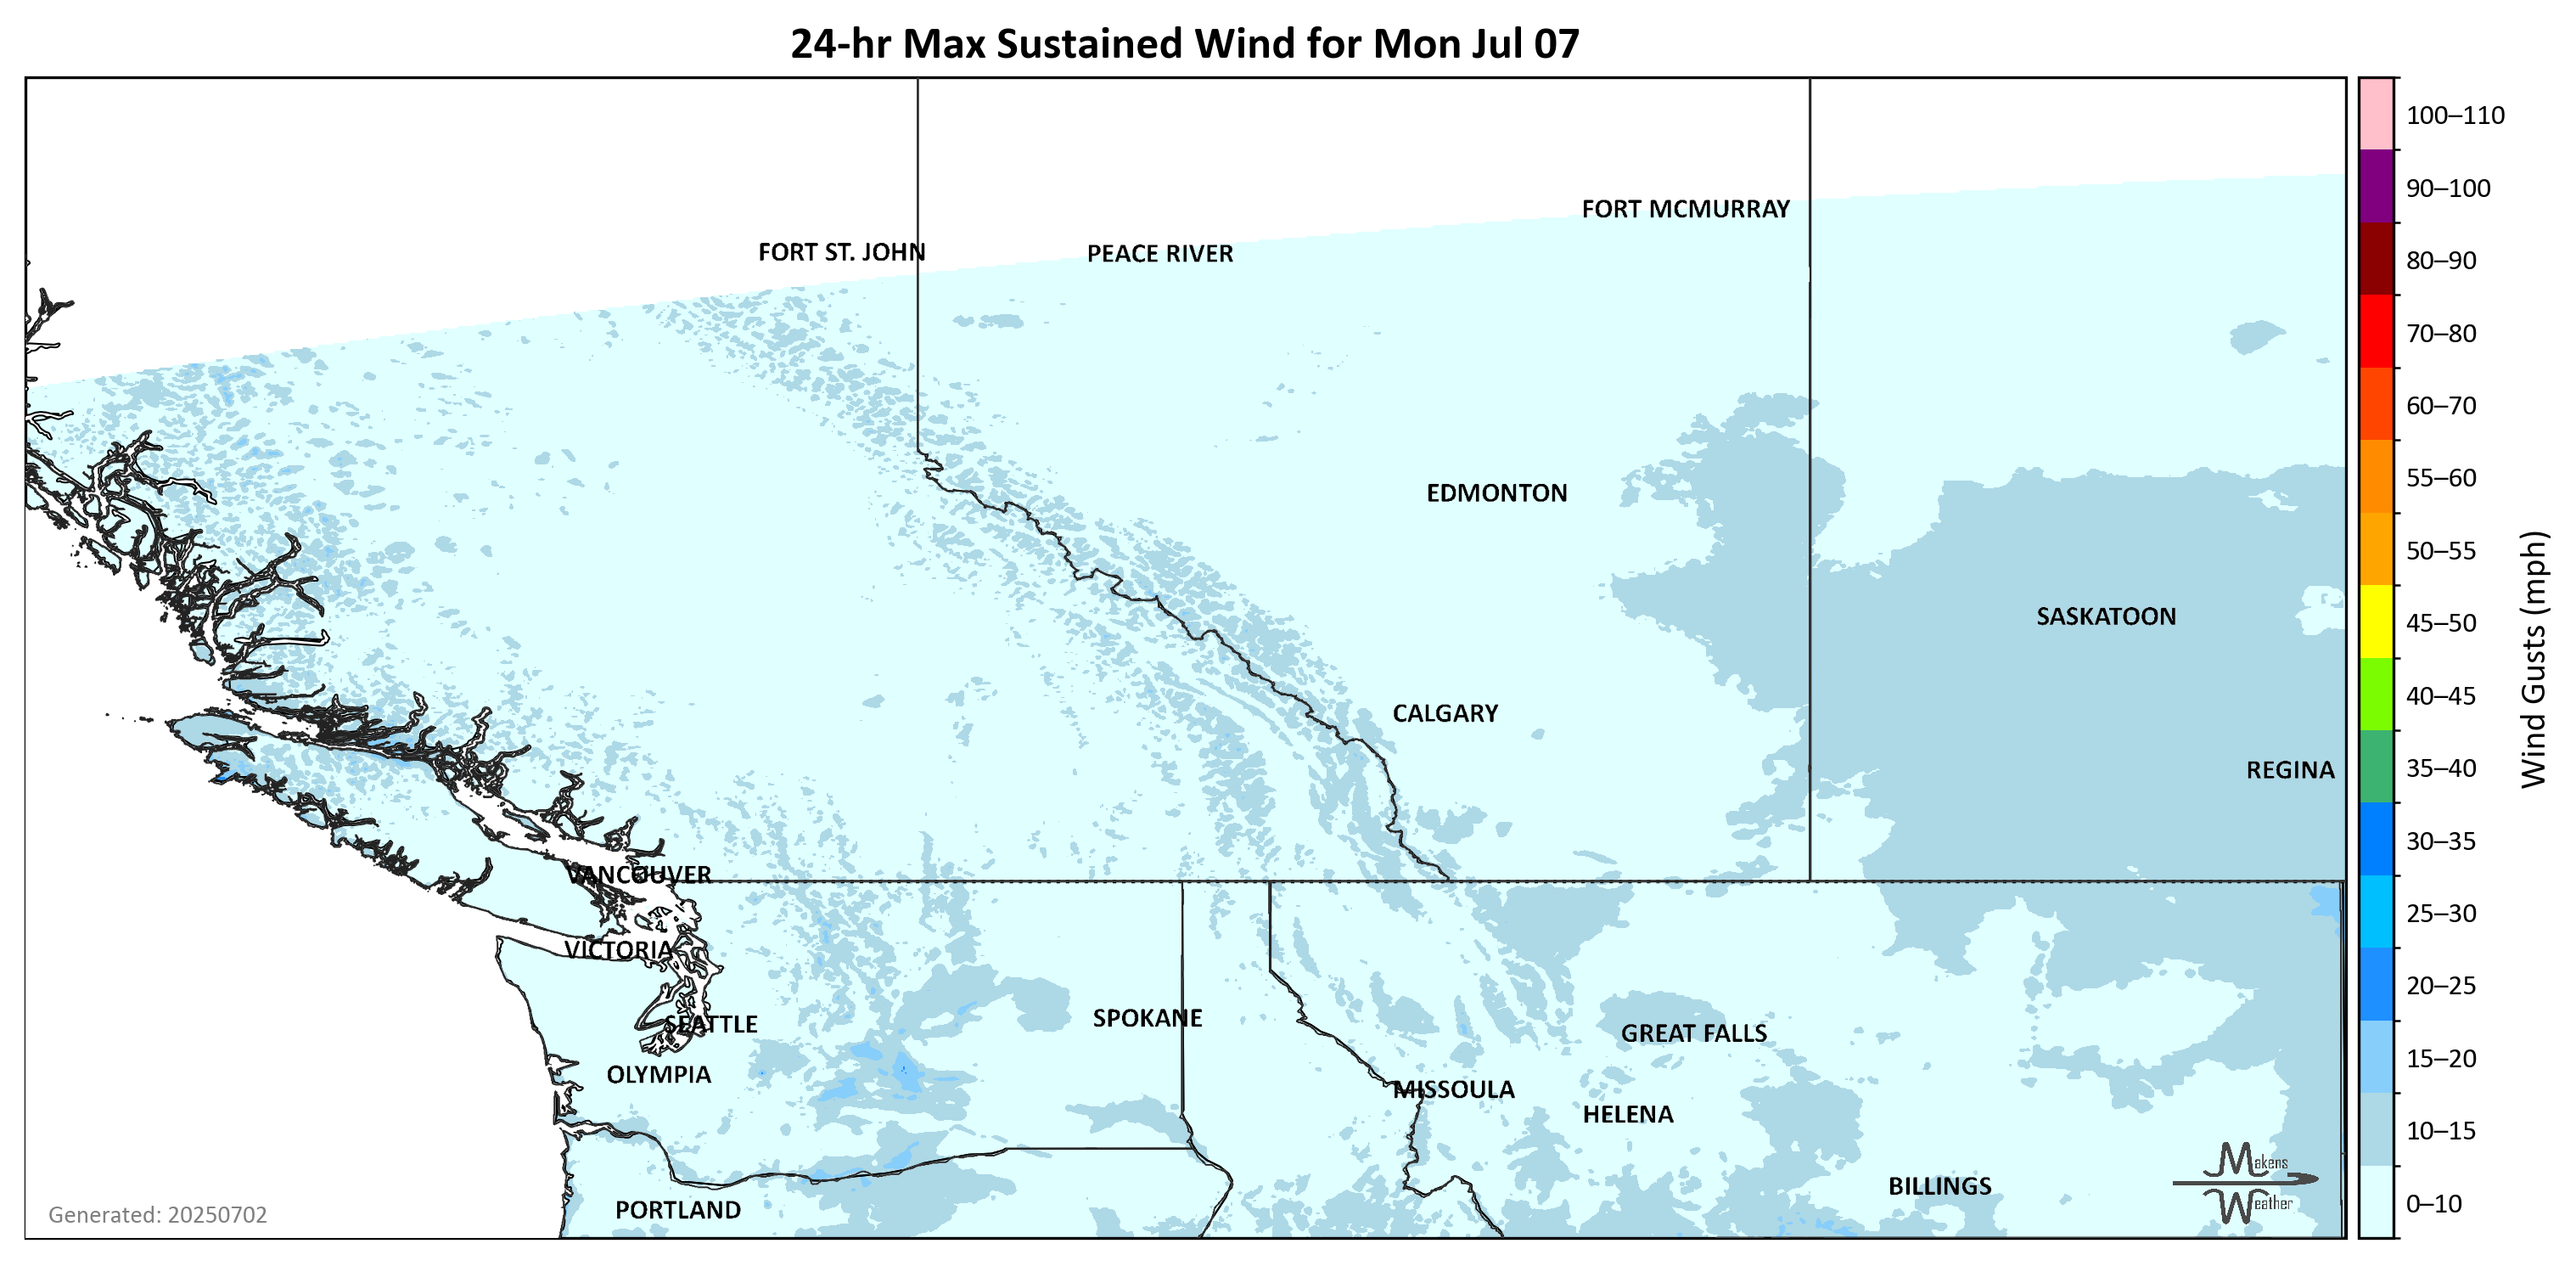 24-hr Max Sustained Wind for Mon Jul 07
100–110
90–100
80–90
70–80
60–70
55–60
50–55
45–50
40–45
35–40
30–35
25–30
20–25
15–20
10–15
0–10
Wind Gusts (mph)
FORT MCMURRAY
FORT ST. JOHN
PEACE RIVER
EDMONTON
SASKATOON
CALGARY
REGINA
VANCOUVER
VICTORIA
SEATTLE
SPOKANE
GREAT FALLS
OLYMPIA
MISSOULA
HELENA
BILLINGS
PORTLAND
Makens
Weather
Generated: 20250702